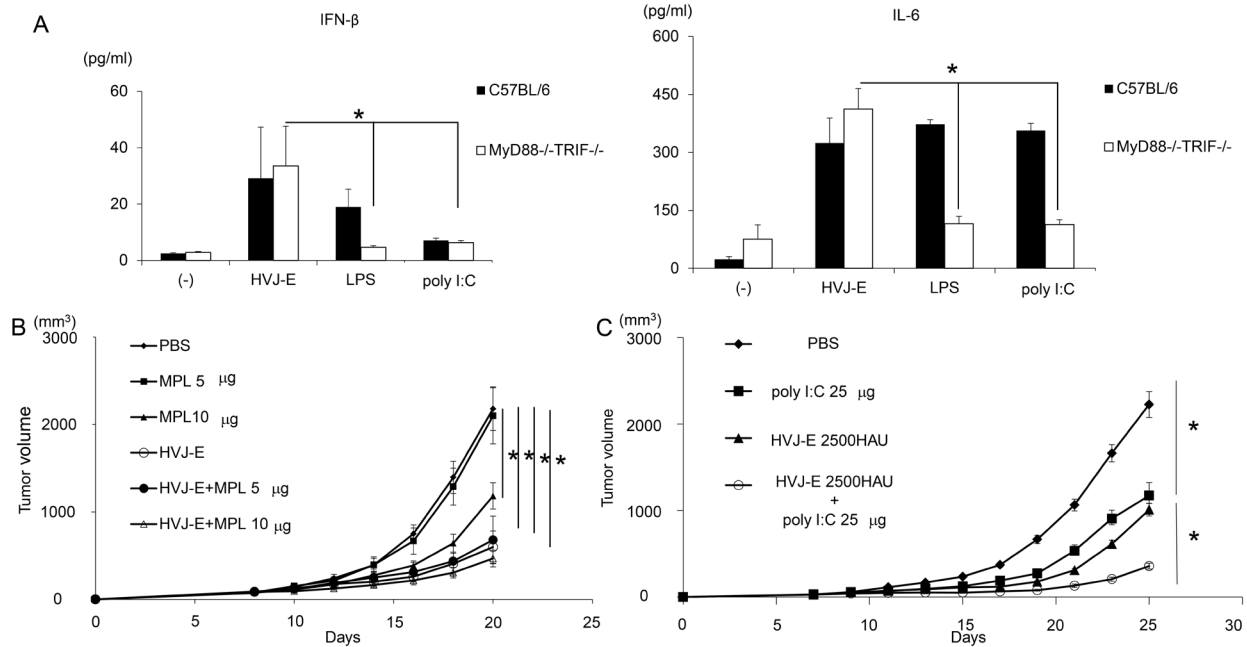 A
IFN-β
(pg/ml)
60
40
20
0
(-)
HVJ-E
LPS
poly I:C
*
C57BL/6
MyD88-/-TRIF-/-
IL-6
(pg/ml)
600
450
300
150
0
(-)
HVJ-E
LPS
poly I:C
*
C57BL/6
MyD88-/-TRIF-/-
B
(mm3)
3000
2000
1000
0
Tumor volume
0
5
10
15
20
25
Days
PBS
MPL 5 μg
MPL10 μg
HVJ-E
HVJ-E+MPL 5 μg
HVJ-E+MPL 10 μg
* * * *
C
(mm3)
3000
2000
1000
0
Tumor volume
0
5
10
15
20
25
30
Days
PBS
poly I:C 25 μg
HVJ-E 2500HAU
HVJ-E 2500HAU
+
poly I:C 25 μg
*
*